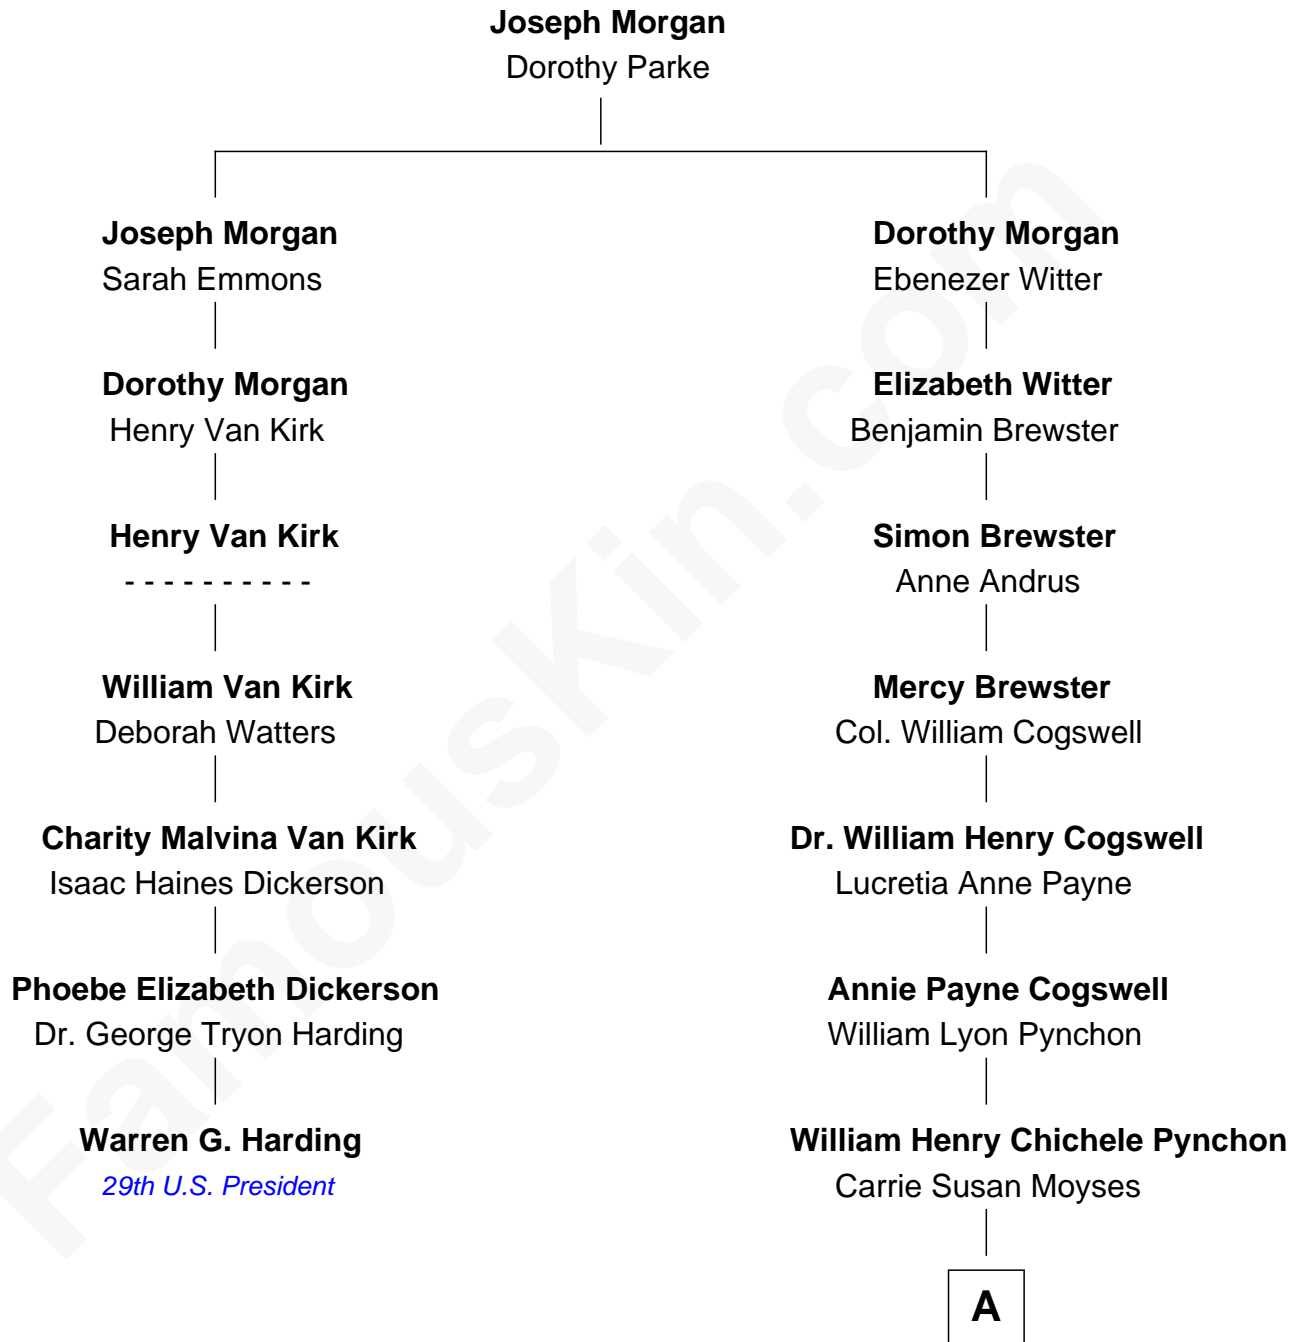 Joseph Morgan
Dorothy Parke
Joseph Morgan
Sarah Emmons
Dorothy Morgan
Ebenezer Witter
Dorothy Morgan
Henry Van Kirk
Elizabeth Witter
Benjamin Brewster
Henry Van Kirk
- - - - - - - - - -
Simon Brewster
Anne Andrus
William Van Kirk
Deborah Watters
Mercy Brewster
Col. William Cogswell
Charity Malvina Van Kirk
Isaac Haines Dickerson
Dr. William Henry Cogswell
Lucretia Anne Payne
Phoebe Elizabeth Dickerson
Dr. George Tryon Harding
Annie Payne Cogswell
William Lyon Pynchon
Warren G. Harding
29th U.S. President
William Henry Chichele Pynchon
Carrie Susan Moyses
A
FamousKin.com